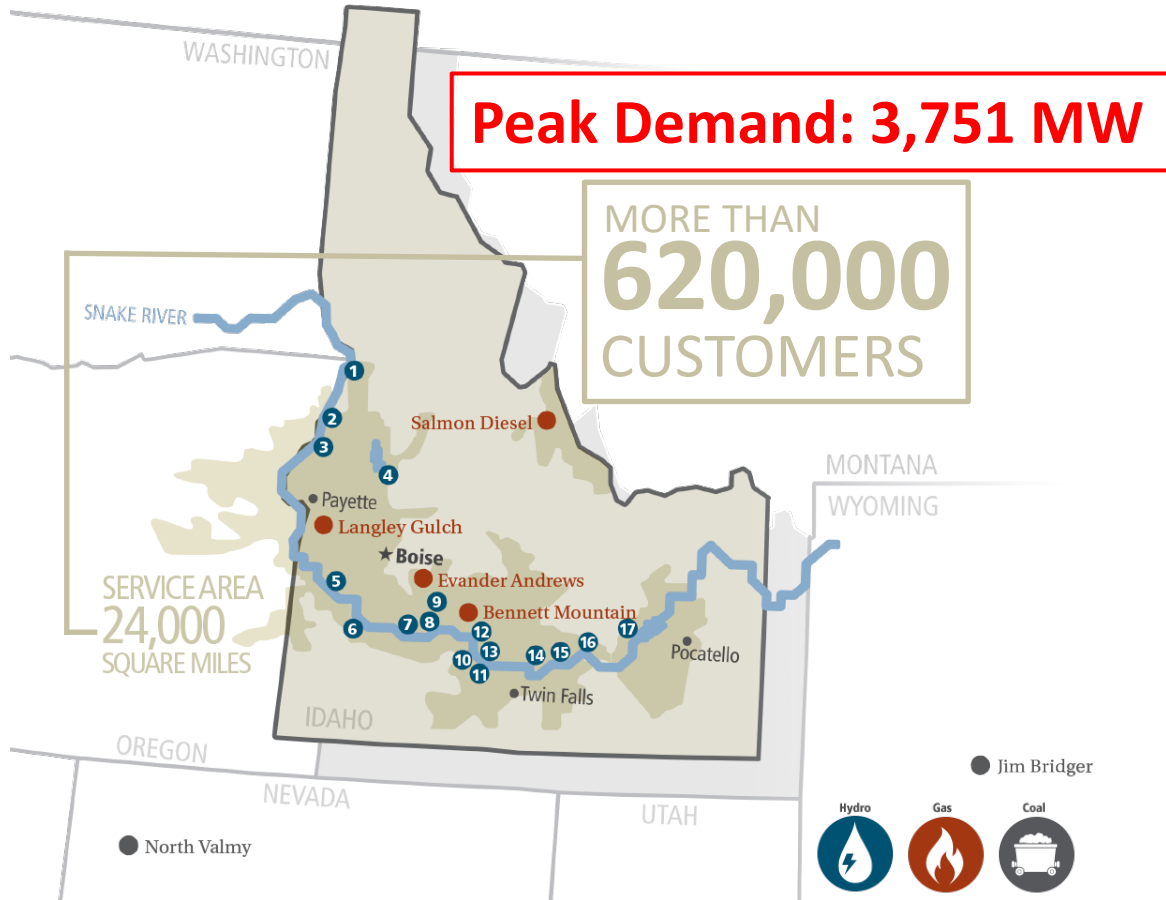 WASHINGTON
Peak Demand: 3,751 MW
MORE THAN
620,000
CUSTOMERS
SNAKE RIVER
1
2
3
Salmon Diesel
4
MONTANA
WYOMING
Payette
Langley Gulch
Boise
5
Evander Andrews
SERVICE AREA
24,000
SQUARE MILES
9
Bennett Mountain
6
7
8
12
17
16
13
14
15
10
11
Pocatello
Twin Falls
IDAHO
OREGON
NEVADA
UTAH
Jim Bridger
North Valmy
Hydro
Gas
Coal